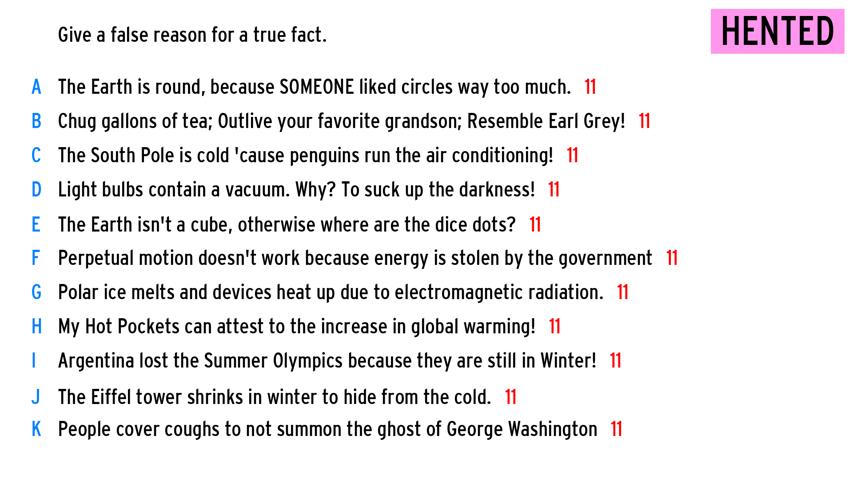 Give a false reason for a true fact.
HENTED
A The Earth is round, because SOMEONE liked circles way too much. 11
B Chug gallons of tea; Outlive your favorite grandson; Resemble Earl Grey! 11
C The South Pole is cold 'cause penguins run the air conditioning! 11
D Light bulbs contain a vacuum. Why? To suck up the darkness! 11
E The Earth isn't a cube, otherwise where are the dice dots? 11
F Perpetual motion doesn't work because energy is stolen by the government 11
G Polar ice melts and devices heat up due to electromagnetic radiation. 11
H My Hot Pockets can attest to the increase in global warming! 11
I Argentina lost the Summer Olympics because they are still in Winter! 11
J The Eiffel tower shrinks in winter to hide from the cold. 11
K People cover coughs to not summon the ghost of George Washington 11